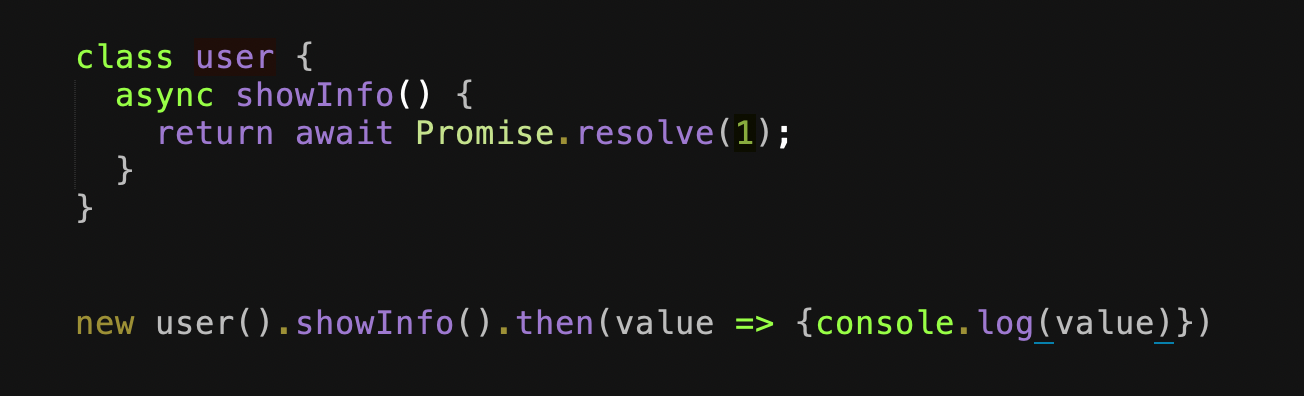 class user {
  async showInfo() {
    return await Promise.resolve(1);
  }
}
new user().showInfo().then(value => {console.log(value)})